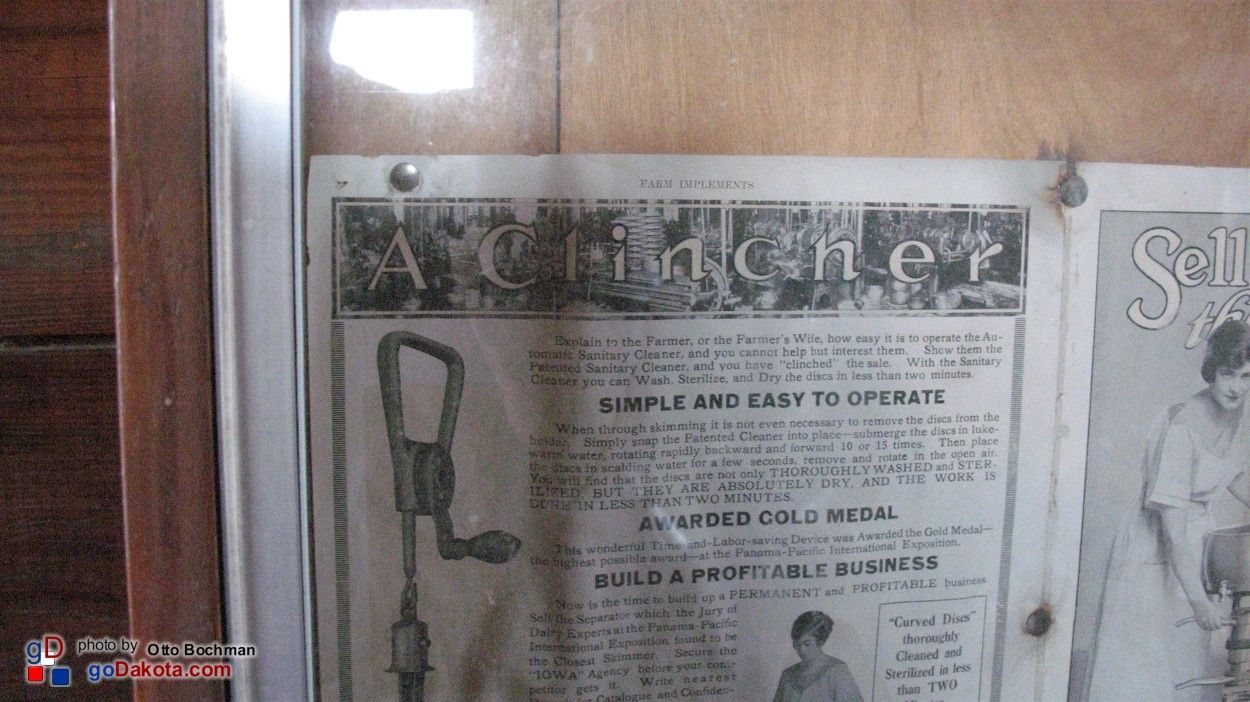 FARM IMPLEMENTS
A Clincher
Explain to the Farmer, or the Farmer's Wife, how easy it is to operate the Au-
tomatic Sanitary Cleaner, and you cannot help but interest them. Show them the
Patented Sanitary Cleaner, and you have "clinched" the sale. With the Sanitary
Cleaner you can Wash, Sterilize, and Dry the discs in less than two minutes.
SIMPLE AND EASY TO OPERATE
When through skimming it is not even necessary to remove the discs from the
holder. Simply snap the Patented Cleaner into place—submerge the discs in luke-
warm water, rotating rapidly backward and forward 10 or 15 times. Then place
the discs in scalding water for a few seconds, remove and rotate in the open air.
You will find that the discs are not only THOROUGHLY WASHED and STER-
ILIZED, BUT THEY ARE ABSOLUTELY DRY, AND THE WORK IS
DONE IN LESS THAN TWO MINUTES.
AWARDED GOLD MEDAL
This wonderful Time-and-Labor-saving Device was Awarded the Gold Medal—
the highest possible award—at the Panama-Pacific International Exposition.
BUILD A PROFITABLE BUSINESS
Now is the time to build up a PERMANENT and PROFITABLE business.
Sell the Separator which the Jury of
Dairy Experts at the Panama-Pacific
International Exposition found to be
the Closest Skimmer. Secure the
"IOWA" Agency before your com-
petitor gets it. Write nearest
for Catalogue and Confiden-
"Curved Discs"
thoroughly
Cleaned and
Sterilized in less
than TWO
Sell
th
photo by Otto Bochman
gD goDakota.com